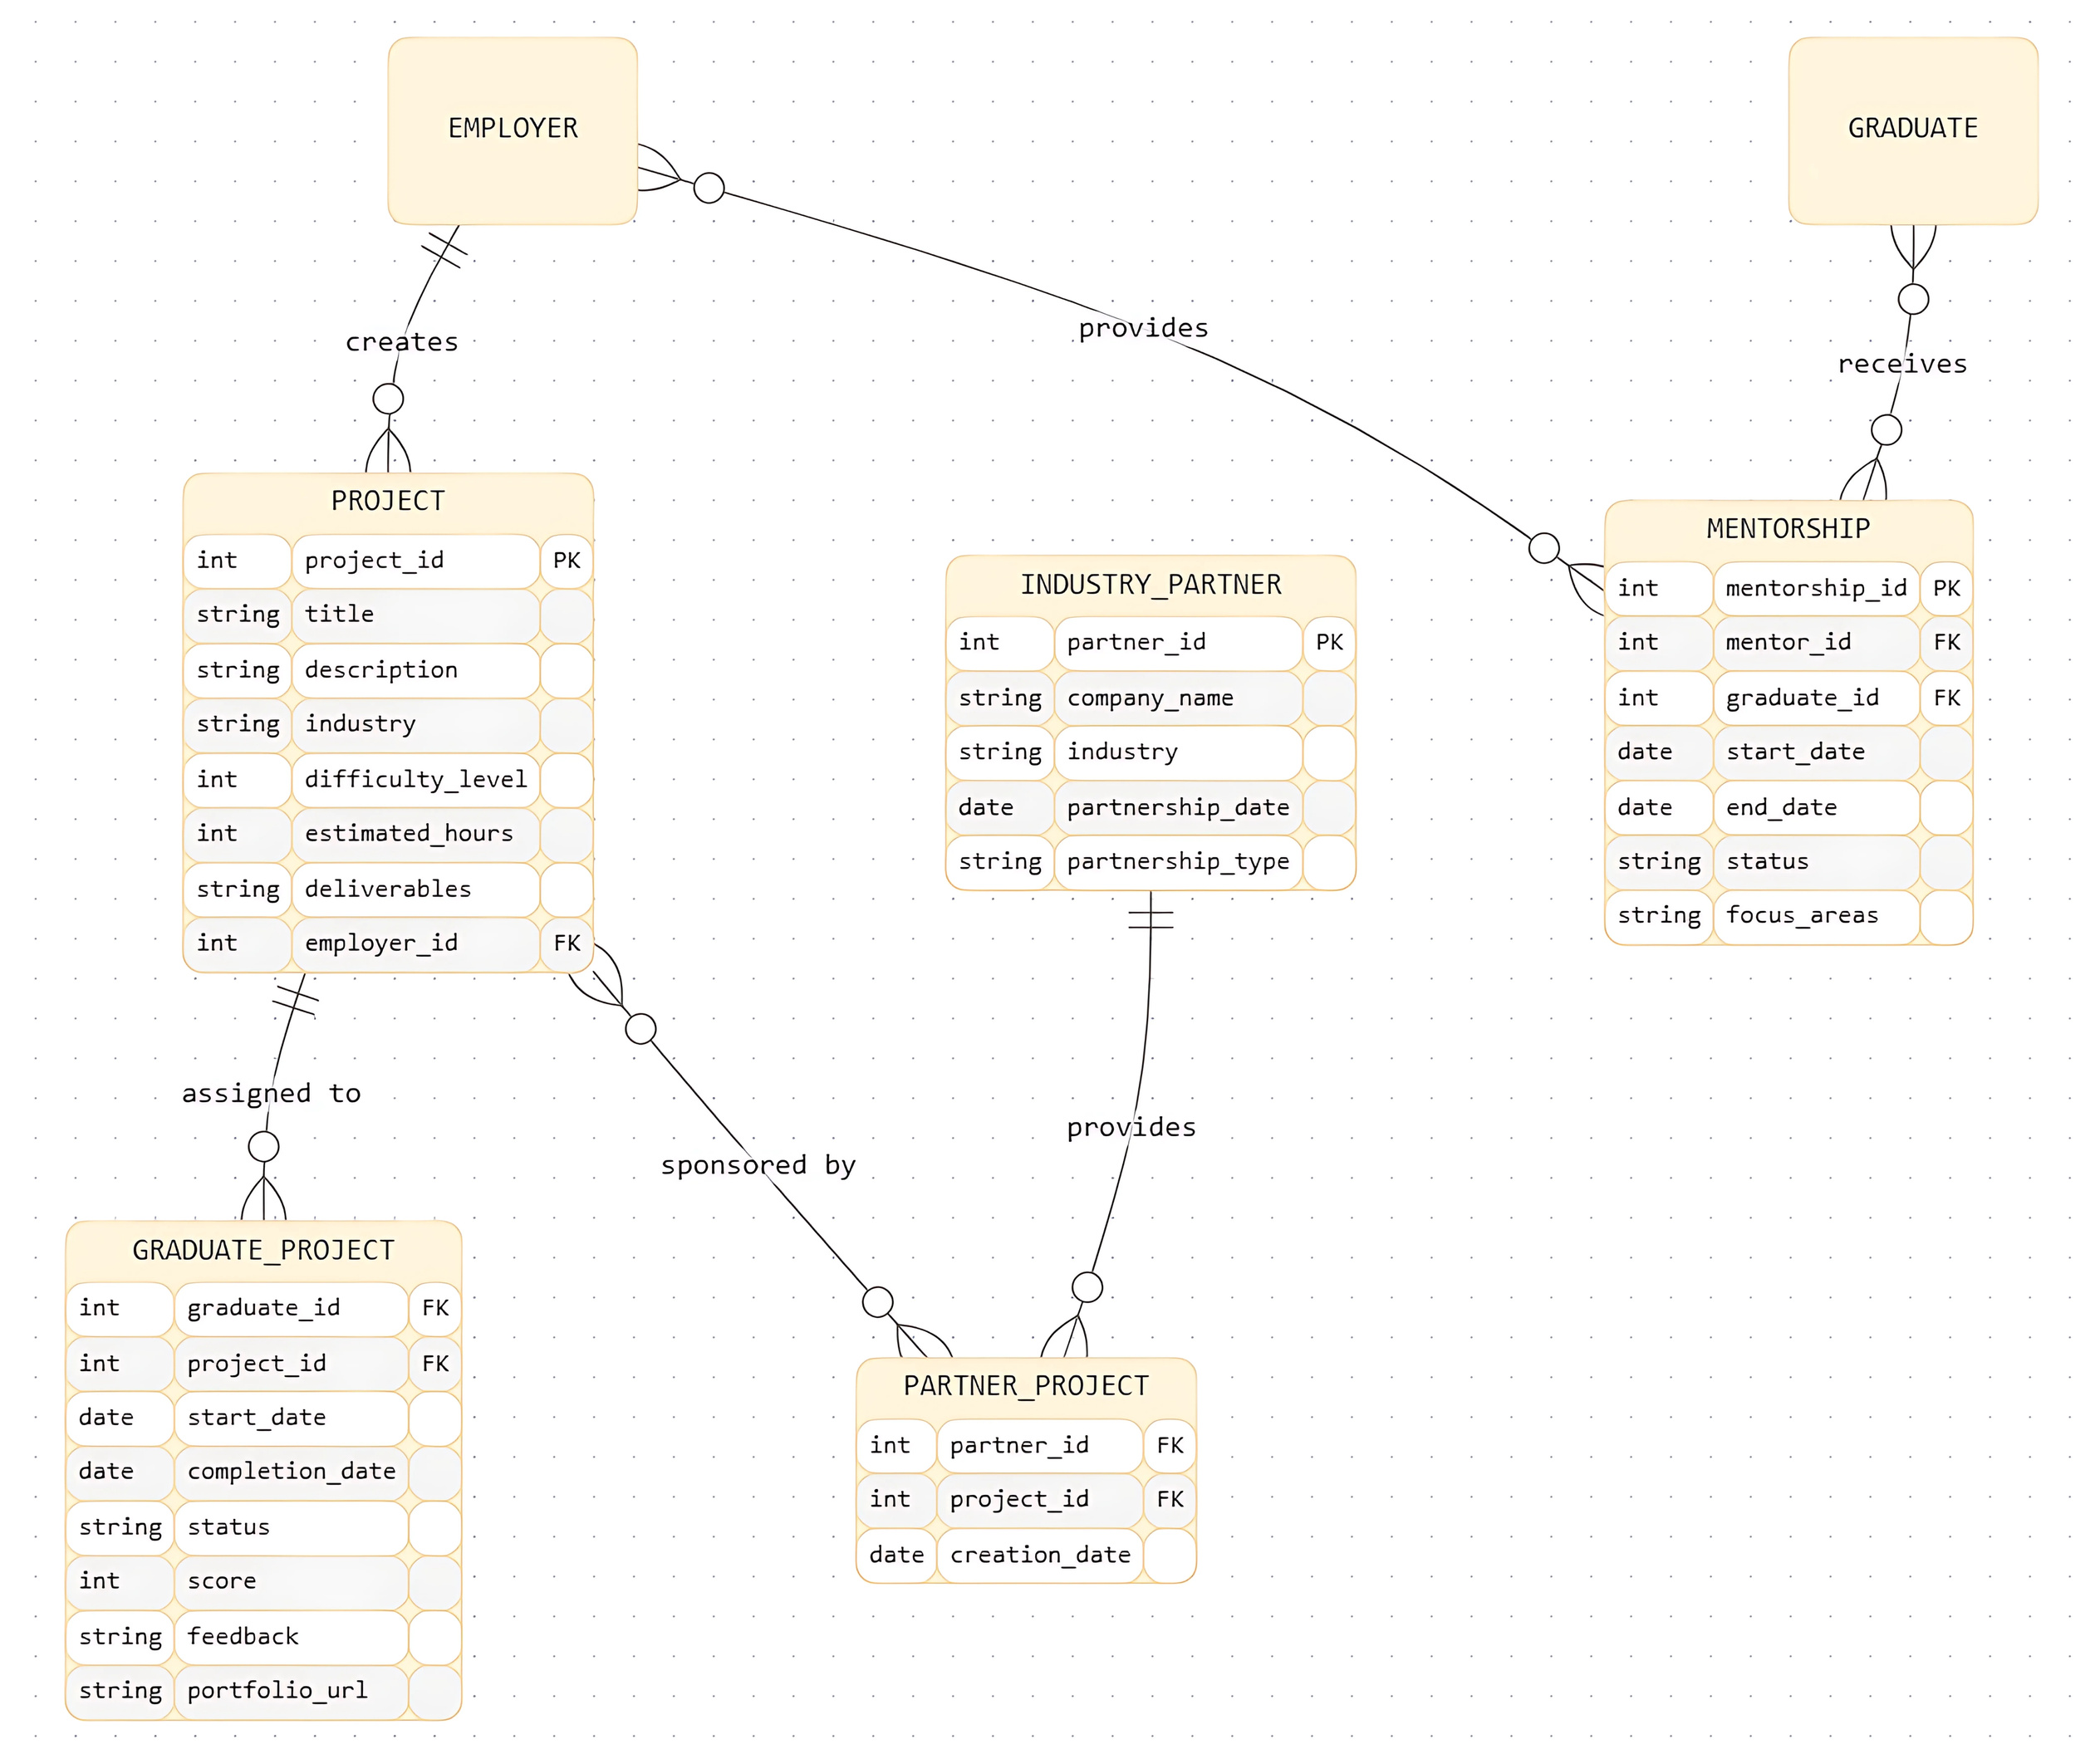 EMPLOYER
GRADUATE
provides
creates
receives
PROJECT
int project_id PK
string title
string description
string industry
int difficulty_level
int estimated_hours
string deliverables
int employer_id FK
INDUSTRY_PARTNER
int partner_id PK
string company_name
string industry
date partnership_date
string partnership_type
MENTORSHIP
int mentorship_id PK
int mentor_id FK
int graduate_id FK
date start_date
date end_date
string status
string focus_areas
assigned to
sponsored by
provides
GRADUATE_PROJECT
int graduate_id FK
int project_id FK
date start_date
date completion_date
string status
int score
string feedback
string portfolio_url
PARTNER_PROJECT
int partner_id FK
int project_id FK
date creation_date